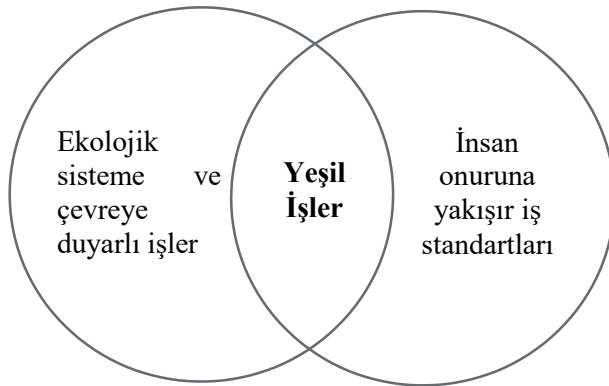 Ekolojik
sisteme ve
çevreye
duyarlı işler
Yeşil
İşler
İnsan
onuruna
yakışır iş
standartları